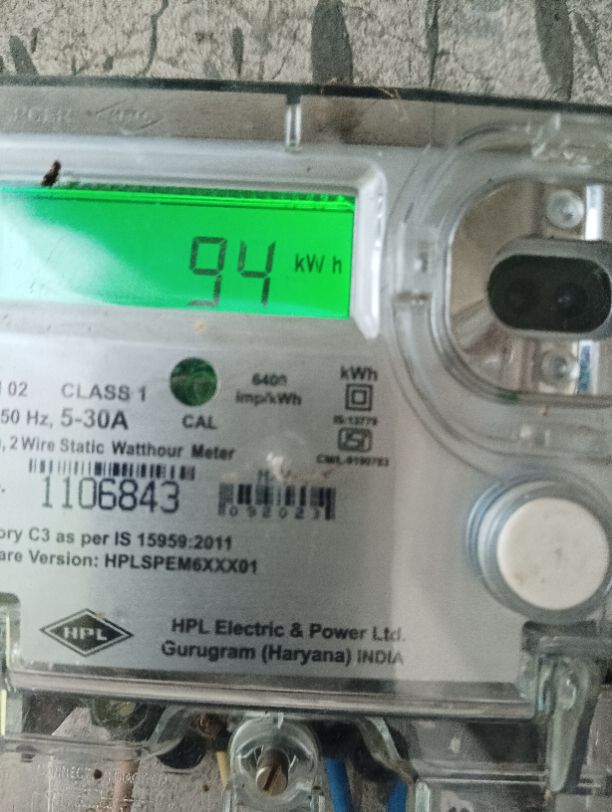 94 kWh
02 CLASS 1
50 Hz, 5-30A
CAL
6400
imp/kWh
kWh
IS:13779
, 2 Wire Static Watthour Meter
1106843
092023
ory C3 as per IS 15959:2011
are Version: HPLSPEM6XXX01
HPL
HPL Electric & Power Ltd.
Gurugram (Haryana) INDIA